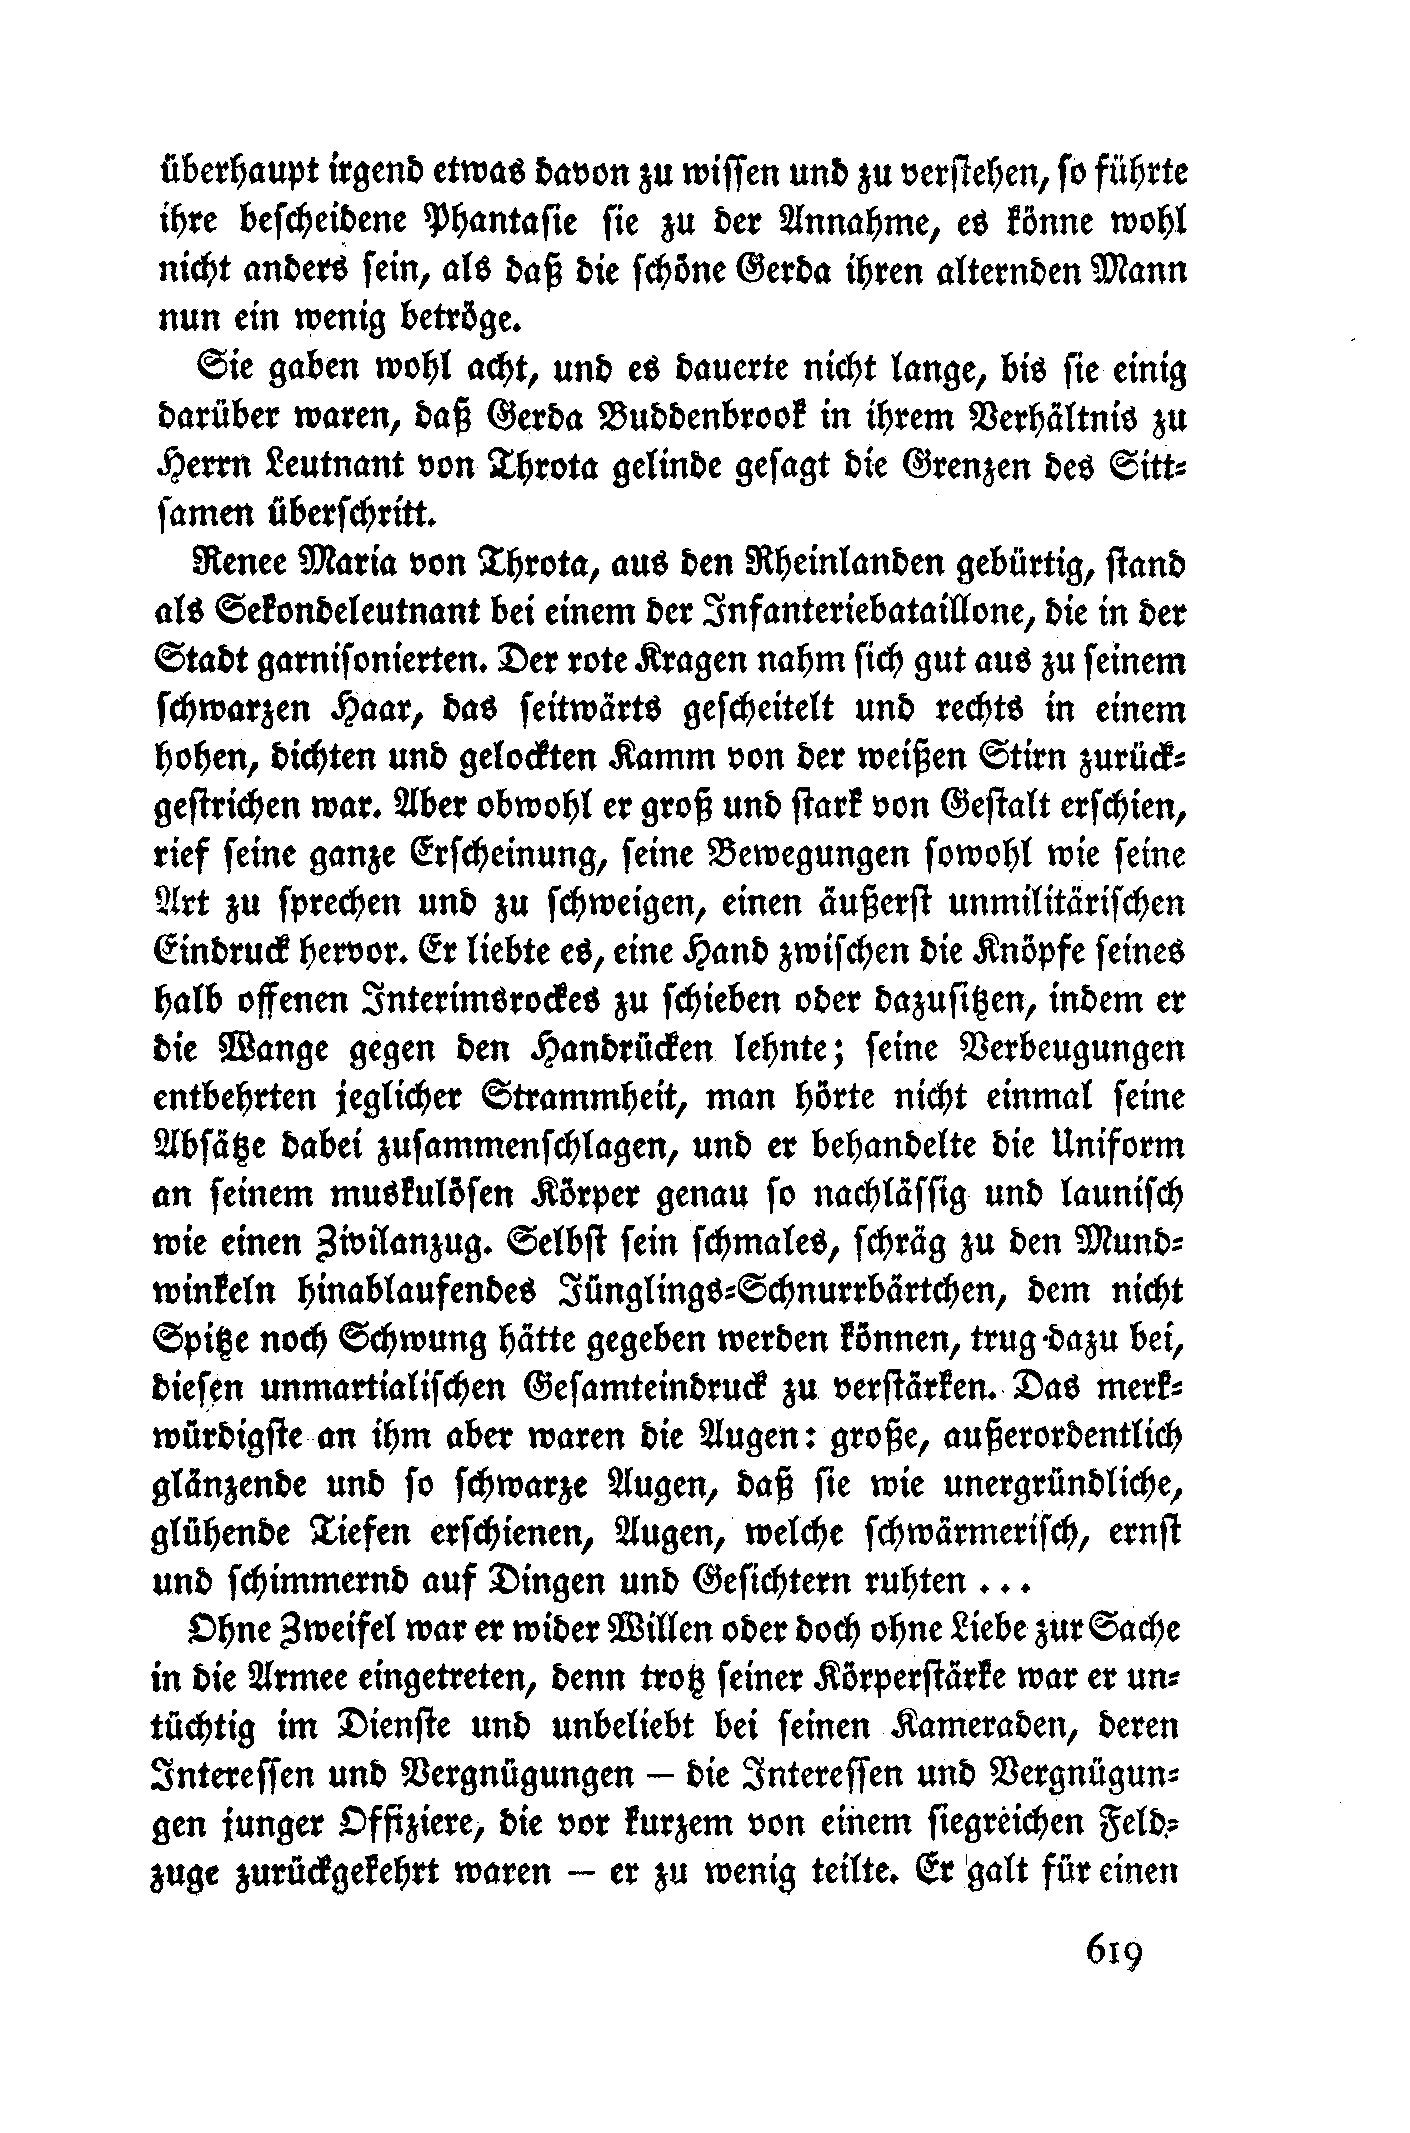 überhaupt irgend etwas davon zu wissen und zu verstehen, so führte
ihre bescheidene Phantasie sie zu der Annahme, es könne wohl
nicht anders sein, als daß die schöne Gerda ihren alternden Mann
nun ein wenig betröge.
Sie gaben wohl acht, und es dauerte nicht lange, bis sie einig
darüber waren, daß Gerda Buddenbrook in ihrem Verhältnis zu
Herrn Leutnant von Throta gelinde gesagt die Grenzen des Sitt-
samen überschritt.
Renee Maria von Throta, aus den Rheinlanden gebürtig, stand
als Sekondeleutnant bei einem der Infanteriebataillone, die in der
Stadt garnisonierten. Der rote Kragen nahm sich gut aus zu seinem
schwarzen Haar, das seitwärts gescheitelt und rechts in einem
hohen, dichten und gelockten Kamm von der weißen Stirn zurück-
gestrichen war. Aber obwohl er groß und stark von Gestalt erschien,
rief seine ganze Erscheinung, seine Bewegungen sowohl wie seine
Art zu sprechen und zu schweigen, einen äußerst unmilitärischen
Eindruck hervor. Er liebte es, eine Hand zwischen die Knöpfe seines
halb offenen Interimsrockes zu schieben oder dazusitzen, indem er
die Wange gegen den Handrücken lehnte; seine Verbeugungen
entbehrten jeglicher Strammheit, man hörte nicht einmal seine
Absätze dabei zusammenschlagen, und er behandelte die Uniform
an seinem muskulösen Körper genau so nachlässig und launisch
wie einen Zivilanzug. Selbst sein schmales, schräg zu den Mund-
winkeln hinablaufendes Jünglings-Schnurrbärtchen, dem nicht
Spitze noch Schwung hätte gegeben werden können, trug dazu bei,
diesen unmartialischen Gesamteindruck zu verstärken. Das merk-
würdigste an ihm aber waren die Augen: große, außerordentlich
glänzende und so schwarze Augen, daß sie wie unergründliche,
glühende Tiefen erschienen, Augen, welche schwärmerisch, ernst
und schimmernd auf Dingen und Gesichtern ruhten ...
Ohne Zweifel war er wider Willen oder doch ohne Liebe zur Sache
in die Armee eingetreten, denn trotz seiner Körperstärke war er un-
tüchtig im Dienste und unbeliebt bei seinen Kameraden, deren
Interessen und Vergnügungen — die Interessen und Vergnügun-
gen junger Offiziere, die vor kurzem von einem siegreichen Feld-
zuge zurückgekehrt waren — er zu wenig teilte. Er galt für einen
619